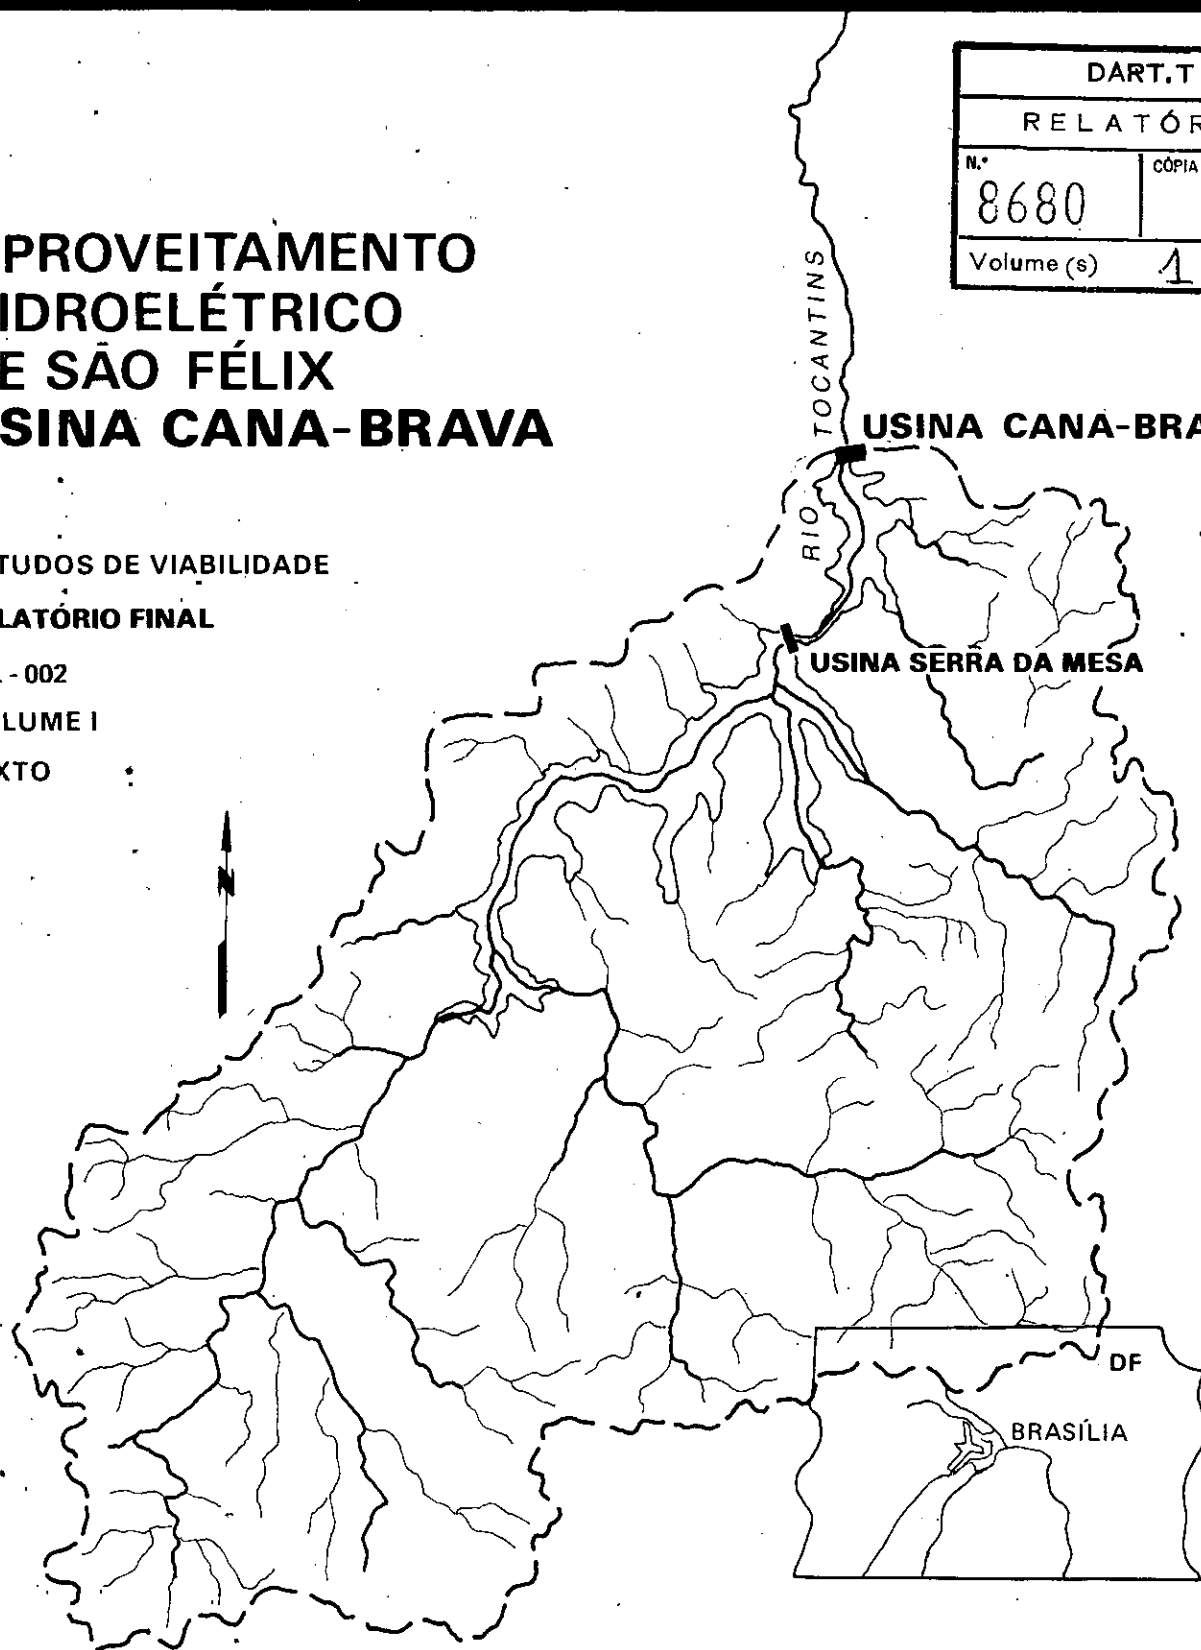 PROVEITAMENTO
IDROELÉTRICO
E SÃO FÉLIX
SINA CANA-BRAVA
TUDOS DE VIABILIDADE
LATÓRIO FINAL
- 002
LUME I
XTO
DART.T
RELATÓR
N.º
CÓPIA
8680
Volume (s) 1
RIO TOCANTINS
USINA CANA-BRA
USINA SERRA DA MESA
N
DF
BRASÍLIA